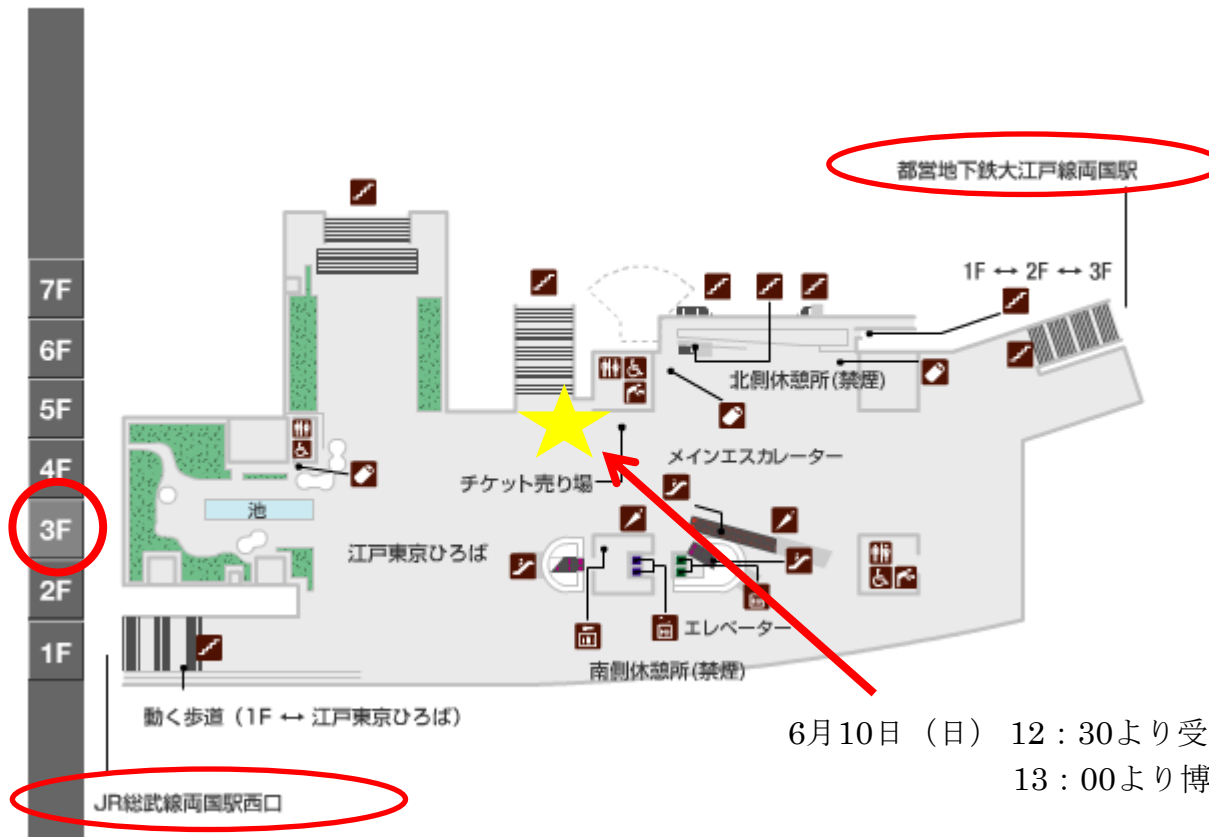 都営地下鉄大江戸線両国駅
1F ↔ 2F ↔ 3F
7F
6F
5F
4F
3F
2F
1F
北側休憩所(禁煙)
メインエスカレーター
チケット売り場
池
江戸東京ひろば
エレベーター
南側休憩所(禁煙)
動く歩道（1F ↔ 江戸東京ひろば）
6月10日（日） 12：30より受
13：00より博
JR総武線両国駅西口